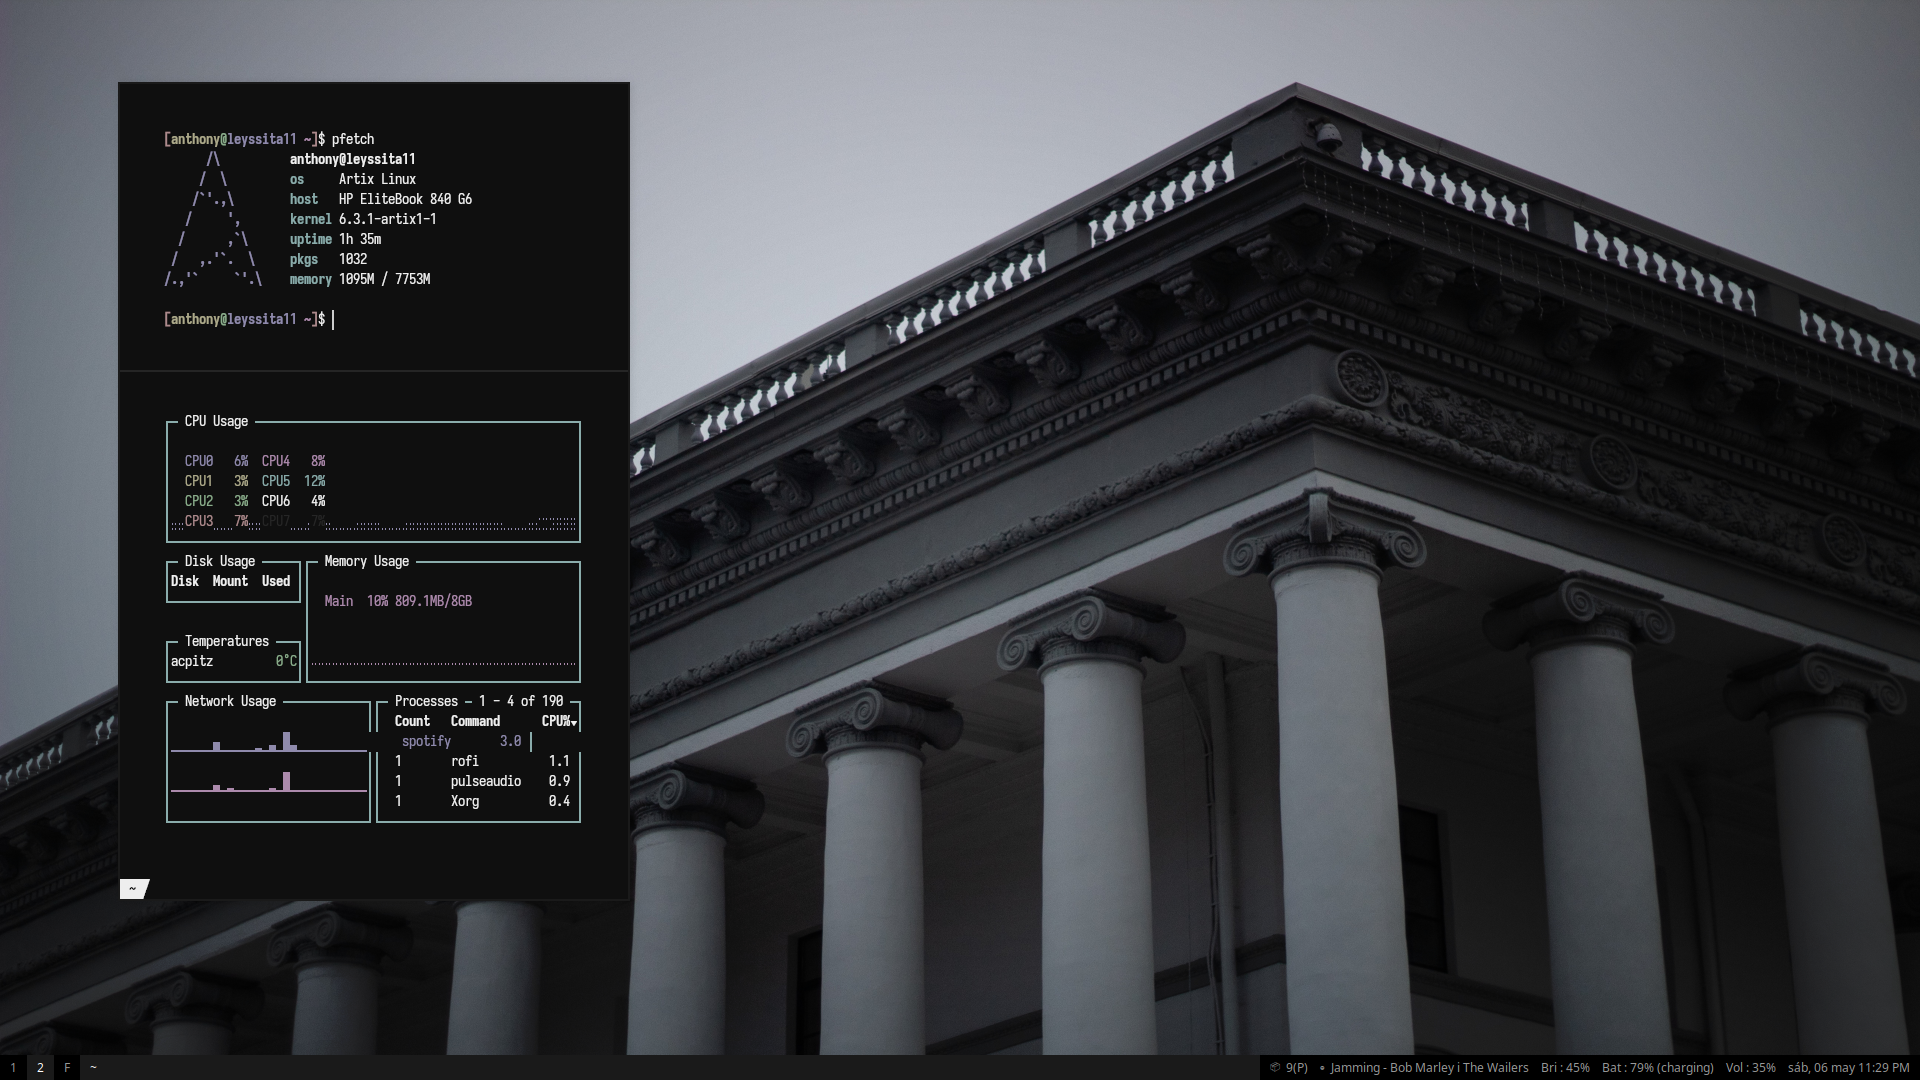 [anthony@leyssita11 ~]$ pfetch
anthony@leyssita11
os Artix Linux
host HP EliteBook 840 G6
kernel 6.3.1-artix1-1
uptime 1h 35m
pkgs 1032
memory 1095M / 7753M
[anthony@leyssita11 ~]$
CPU Usage
CPU0 6% CPU4 8%
CPU1 3% CPU5 12%
CPU2 3% CPU6 4%
CPU3 7% CPU7 7%
Disk Usage
Disk Mount Used
Memory Usage
Main 10% 809.1MB/8GB
Temperatures
acpitz 0°C
Network Usage
Processes - 1 - 4 of 190
Count Command CPU%▾
spotify 3.0
1 rofi 1.1
1 pulseaudio 0.9
1 Xorg 0.4
~
1 2 F ~
9(P) • Jamming - Bob Marley i The Wailers Bri : 45% Bat : 79% (charging) Vol : 35% sáb, 06 may 11:29 PM